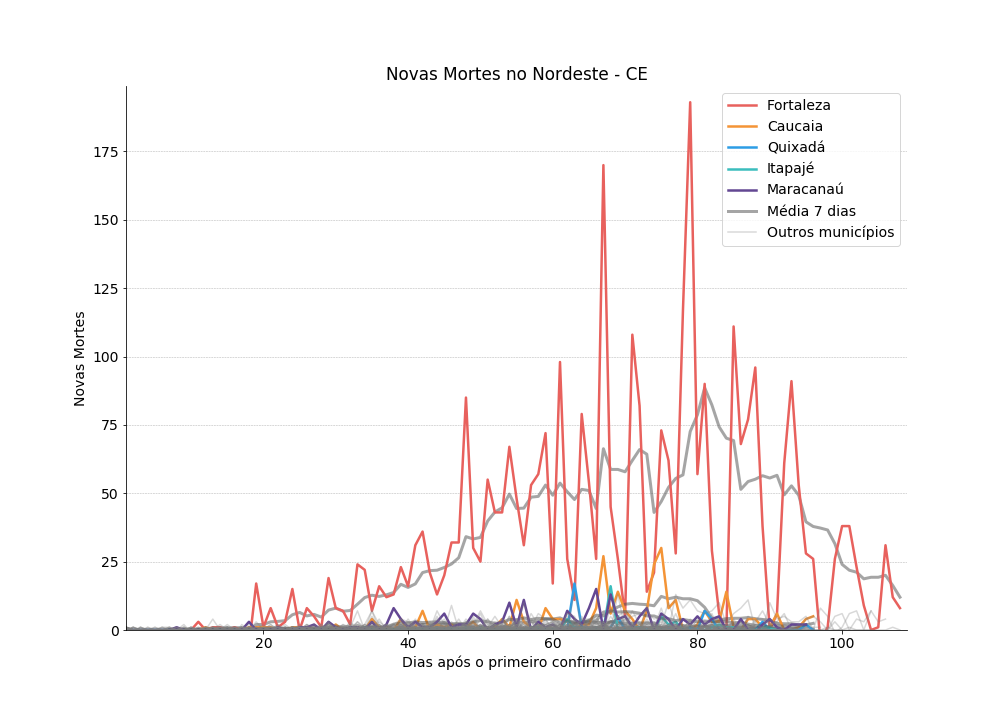 Novas Mortes no Nordeste - CE
Fortaleza
Caucaia
Quixadá
Itapajé
Maracanaú
Média 7 dias
Outros municípios
Novas Mortes
175
150
125
100
75
50
25
0
20
40
60
80
100
Dias após o primeiro confirmado